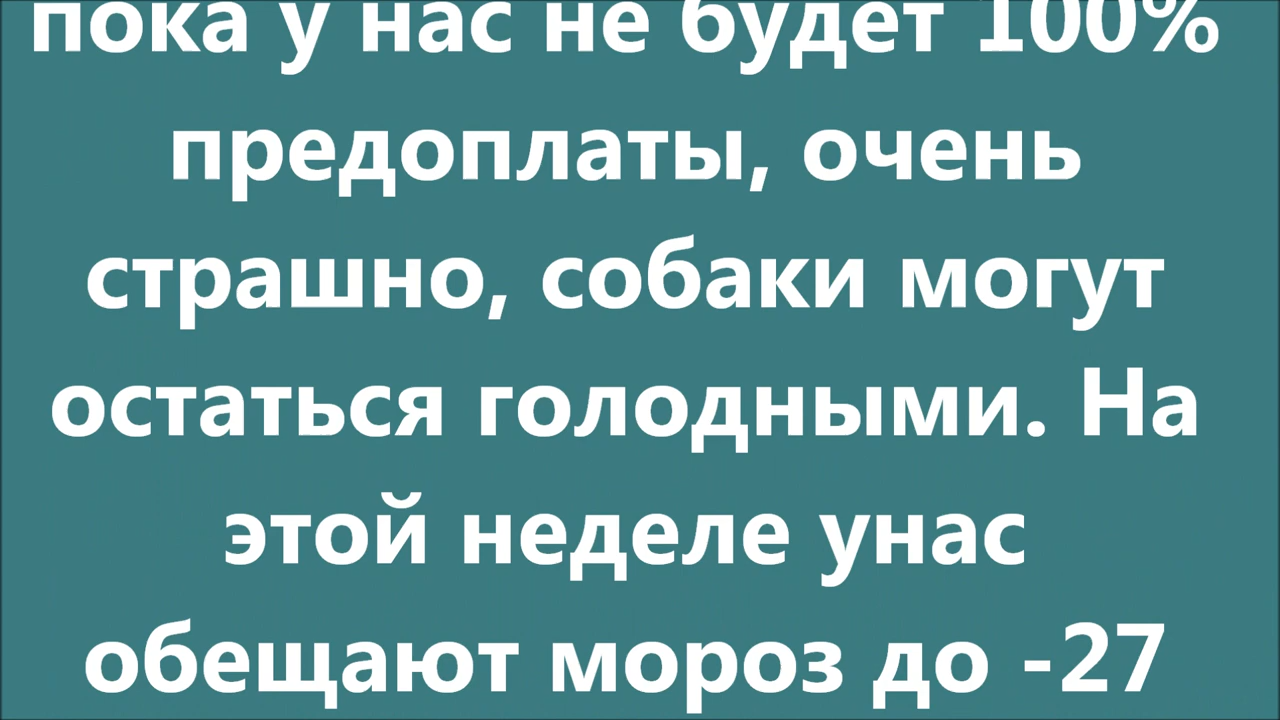 пока у нас не будет 100%
предоплаты, очень
страшно, собаки могут
остаться голодными. На
этой неделе унас
обещают мороз до -27